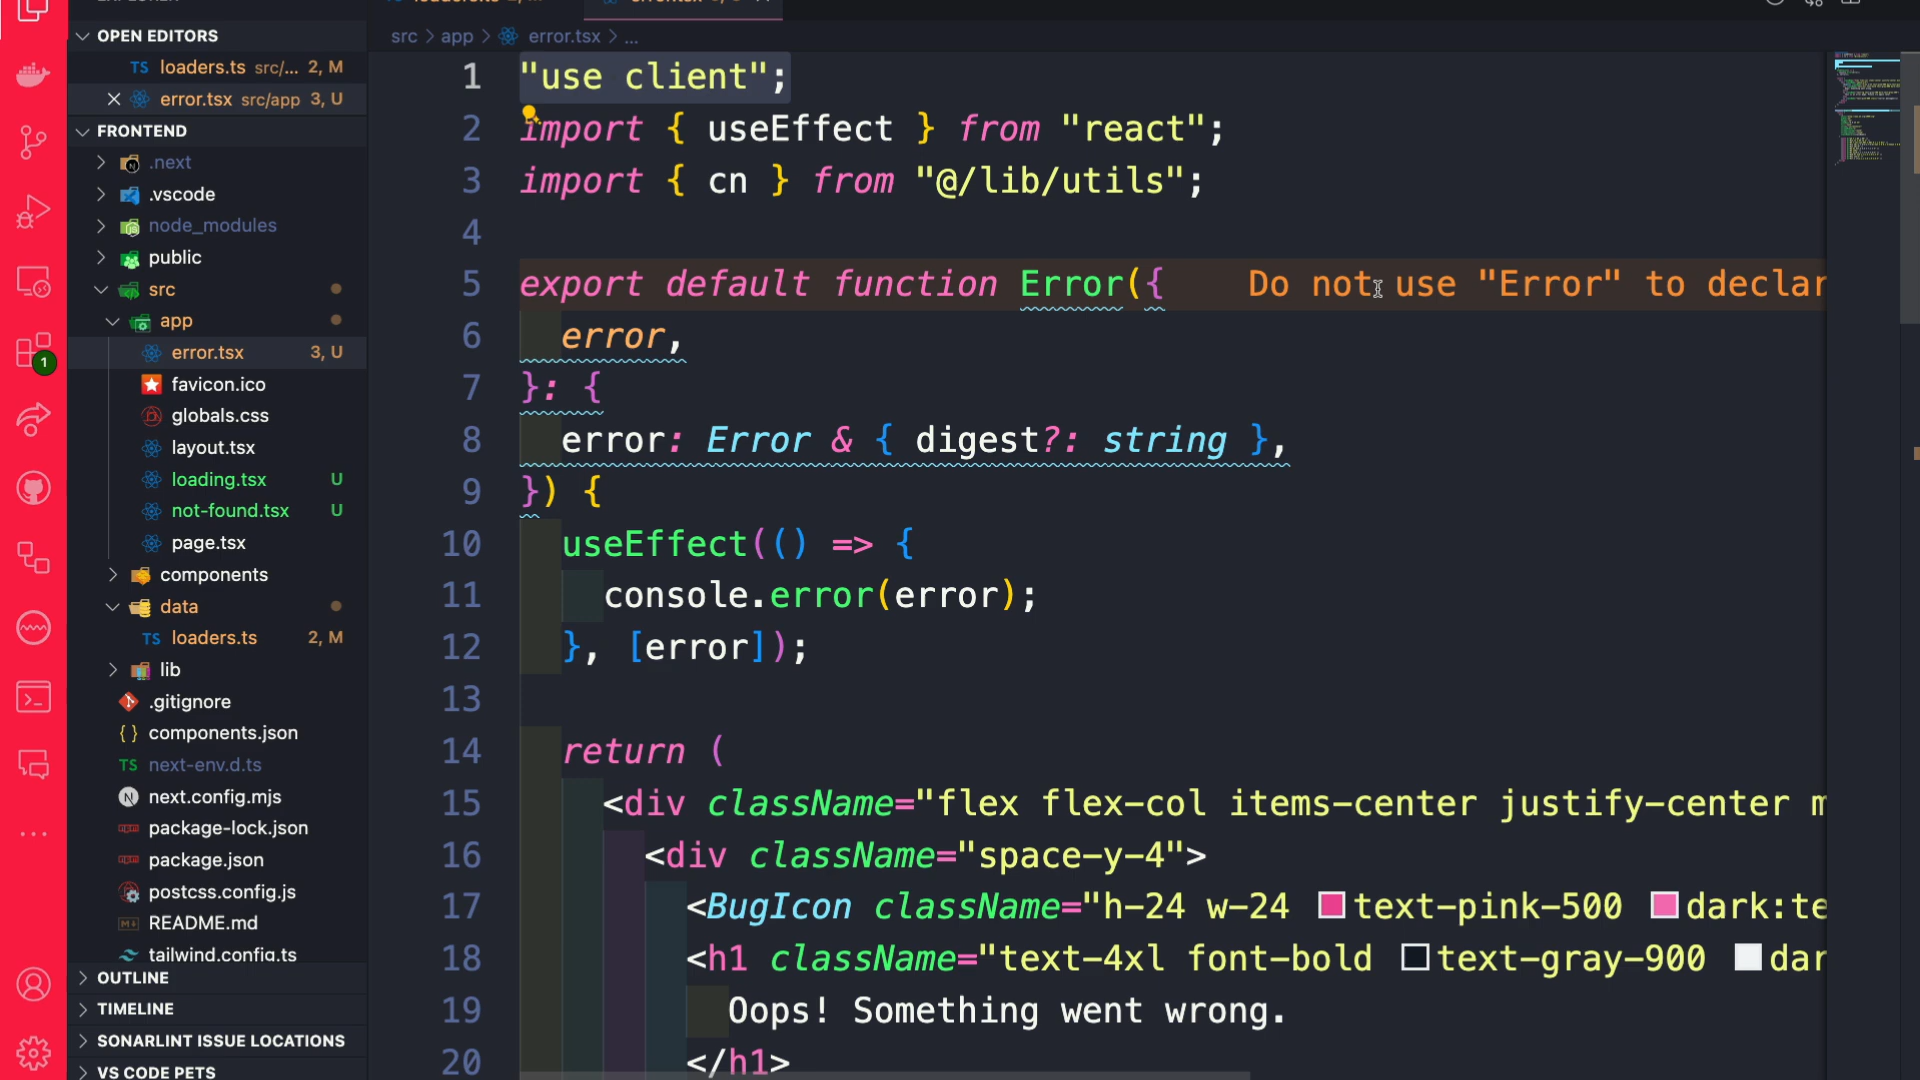 OPEN EDITORS
TS loaders.ts src/... 2, M
error.tsx src/app 3, U
FRONTEND
.next
.vscode
node_modules
public
src
app
error.tsx 3, U
favicon.ico
globals.css
layout.tsx
loading.tsx U
not-found.tsx U
page.tsx
components
data
TS loaders.ts 2, M
lib
.gitignore
{ } components.json
TS next-env.d.ts
N next.config.mjs
package-lock.json
package.json
postcss.config.js
README.md
tailwind.config.ts
OUTLINE
TIMELINE
SONARLINT ISSUE LOCATIONS
VS CODE PETS
1
src > app > error.tsx > ...
1 "use client";
2 import { useEffect } from "react";
3 import { cn } from "@/lib/utils";
4
5 export default function Error({ Do not use "Error" to declar
6 error,
7 }: {
8 error: Error & { digest?: string },
9 }) {
10 useEffect(() => {
11 console.error(error);
12 }, [error]);
13
14 return (
15 <div className="flex flex-col items-center justify-center m
16 <div className="space-y-4">
17 <BugIcon className="h-24 w-24 text-pink-500 dark:te
18 <h1 className="text-4xl font-bold text-gray-900 dar
19 Oops! Something went wrong.
20 </h1>